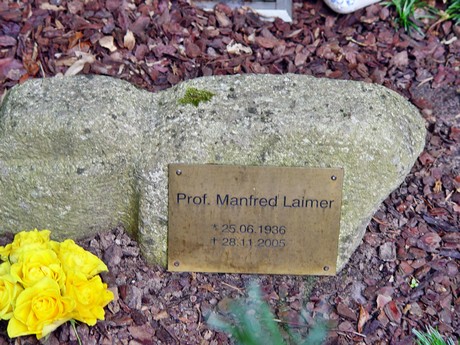 Prof. Manfred Laimer
* 25.06.1936
† 28.11.2005